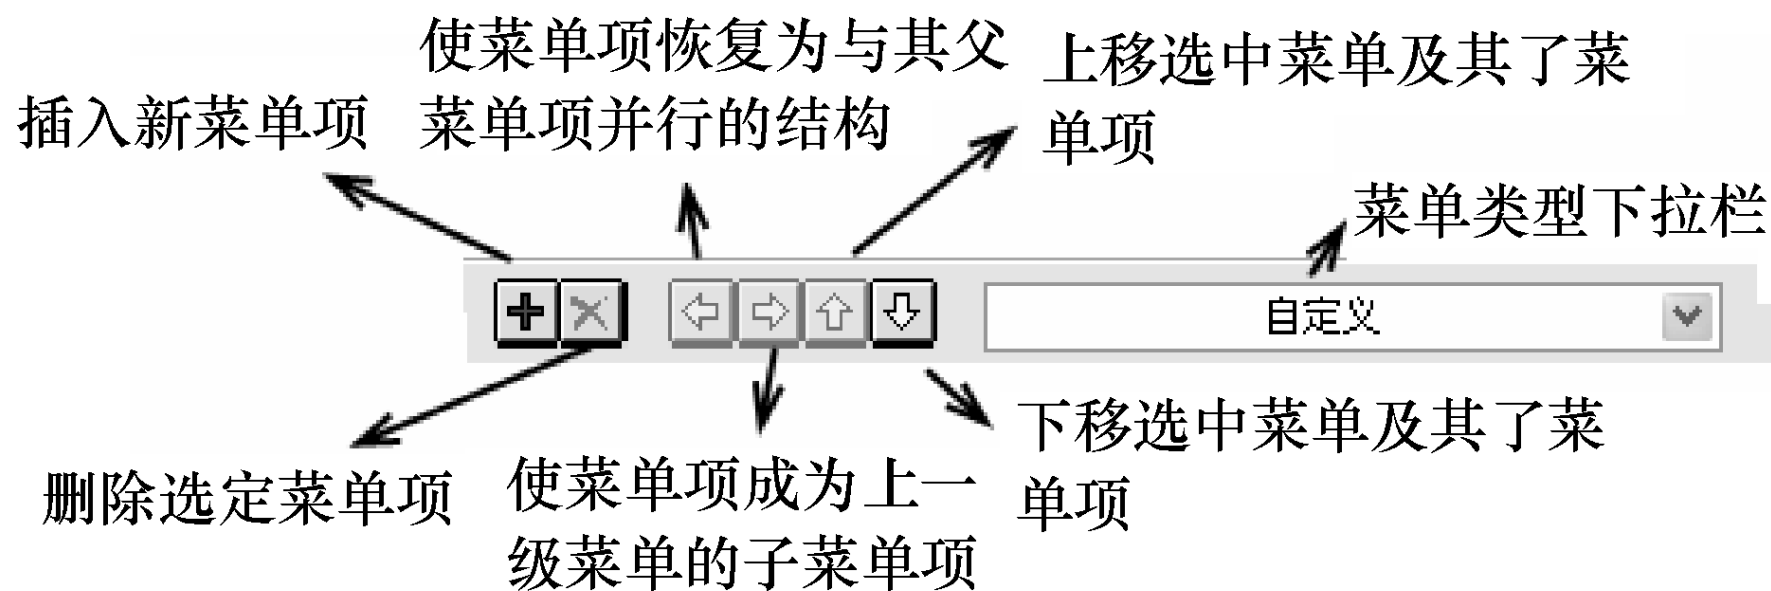 插入新菜单项
使菜单项恢复为与其父
菜单项并行的结构
上移选中菜单及其了菜
单项
菜单类型下拉栏
自定义
删除选定菜单项
使菜单项成为上一
级菜单的子菜单项
下移选中菜单及其了菜
单项